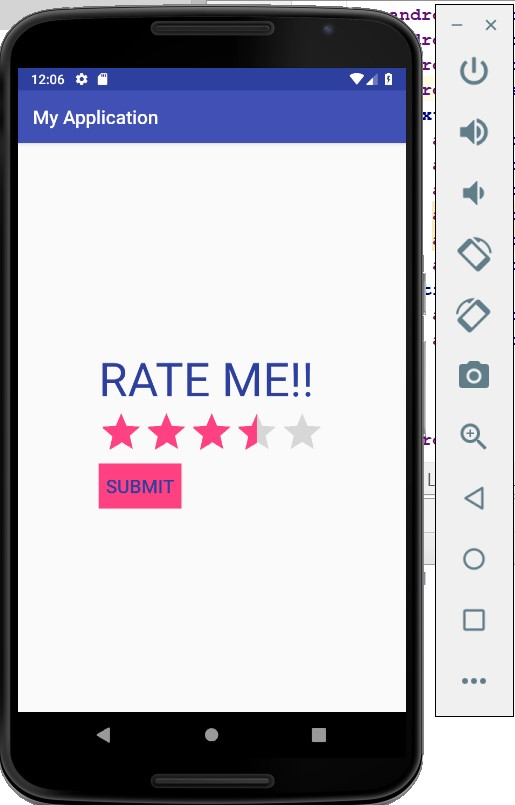 12:06
My Application
RATE ME!!
SUBMIT